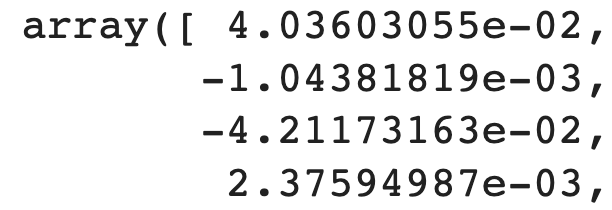 array([ 4.03603055e-02,
-1.04381819e-03,
-4.21173163e-02,
2.37594987e-03,